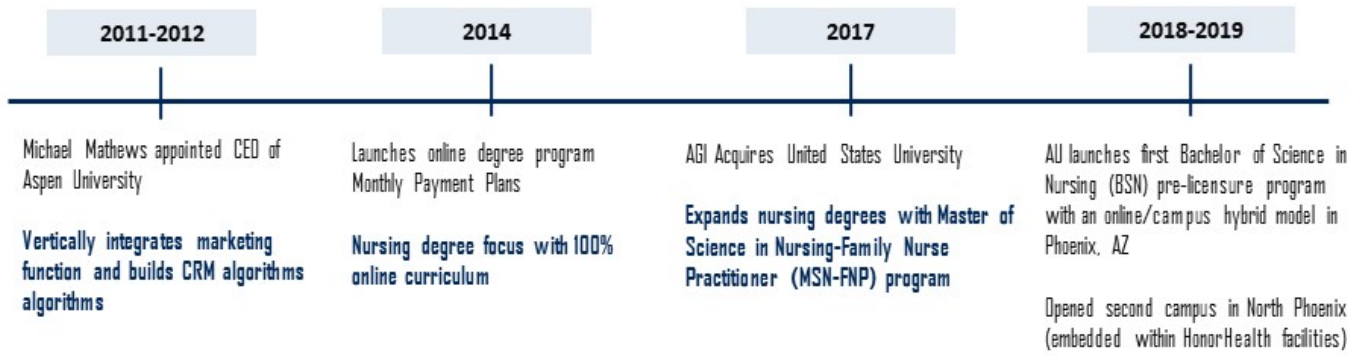 2011-2012
Michael Mathews appointed CEO of
Aspen University
Vertically integrates marketing
function and builds CRM algorithms
algorithms
2014
Launches online degree program
Monthly Payment Plans
Nursing degree focus with 100%
online curriculum
2017
AGI Acquires United States University
Expands nursing degrees with Master of
Science in Nursing-Family Nurse
Practitioner (MSN-FNP) program
2018-2019
AU launches first Bachelor of Science in
Nursing (BSN) pre-licensure program
with an online/campus hybrid model in
Phoenix, AZ
Opened second campus in North Phoenix
(embedded within HonorHealth facilities)